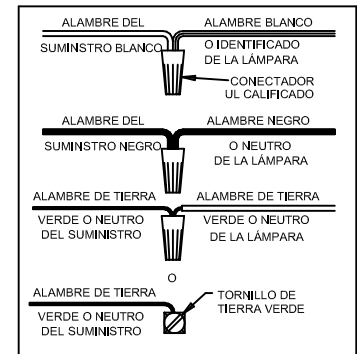 ALAMBRE DEL ALAMBRE BLANCO
SUMINISTRO BLANCO O IDENTIFICADO
DE LA LÁMPARA
CONECTADOR
UL CALIFICADO
ALAMBRE DEL ALAMBRE NEGRO
SUMINISTRO NEGRO O NEUTRO
DE LA LÁMPARA
ALAMBRE DE TIERRA ALAMBRE DE TIERRA
VERDE O NEUTRO VERDE O NEUTRO
DEL SUMINISTRO DE LA LÁMPARA
O
ALAMBRE DE TIERRA TORNILLO DE
TIERRA VERDE
VERDE O NEUTRO
DEL SUMINISTRO